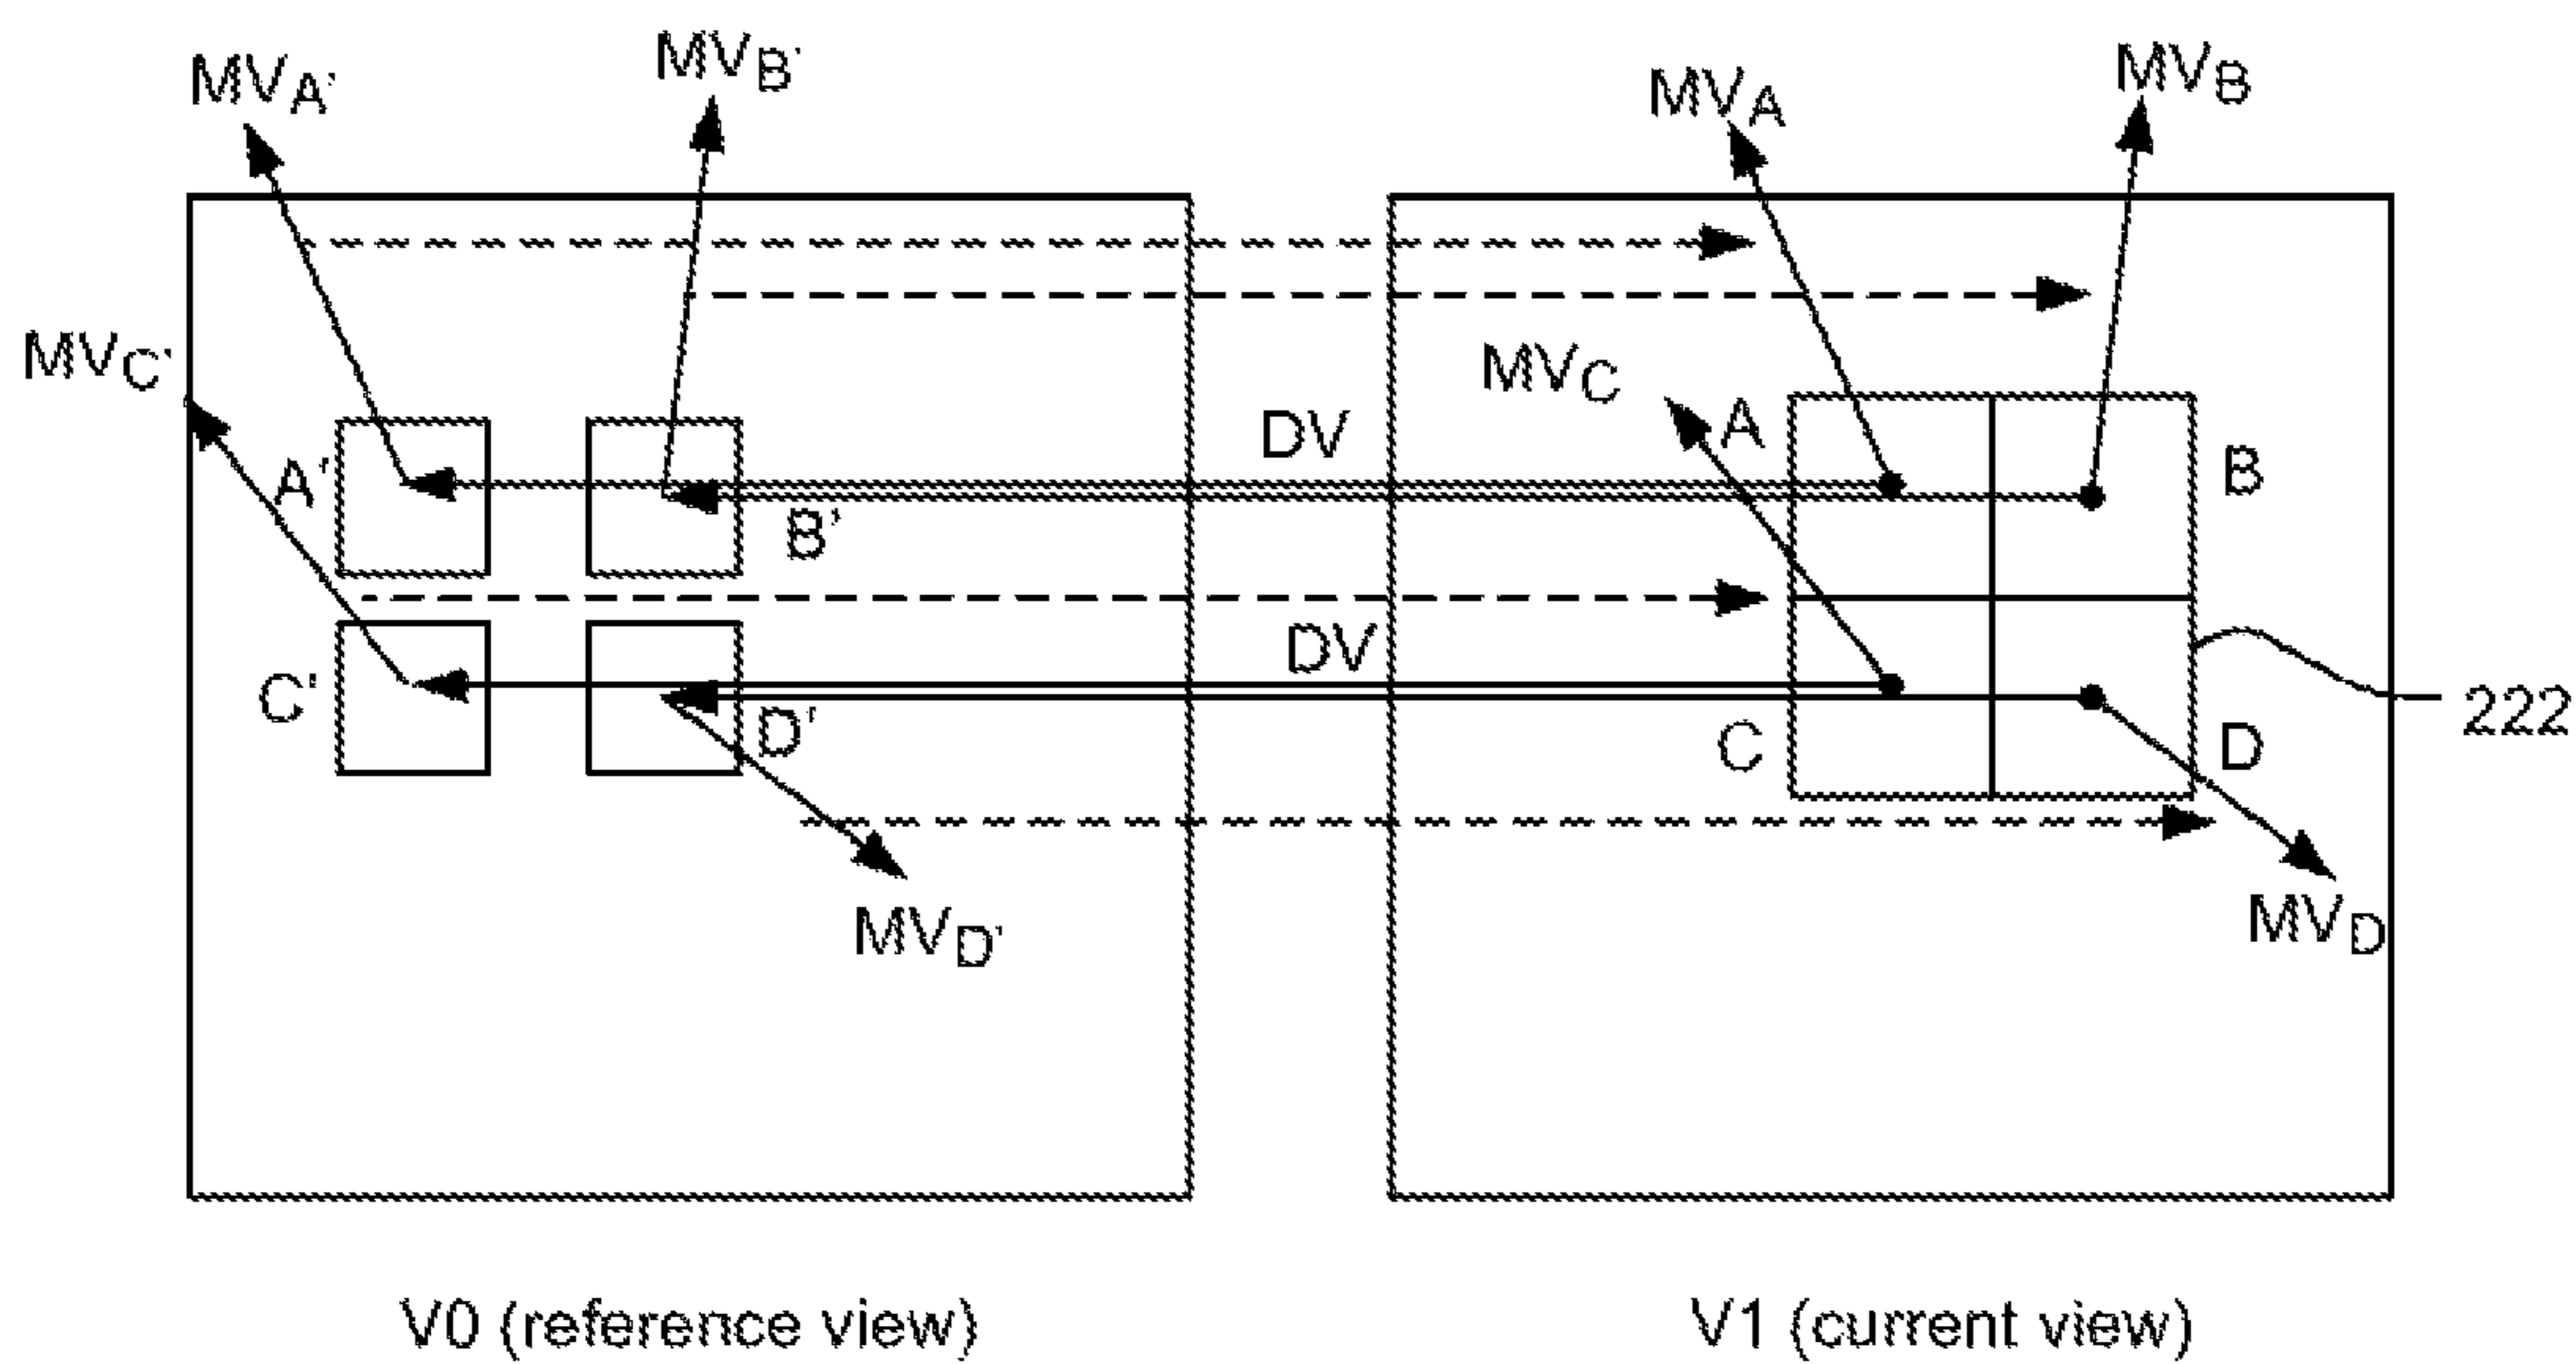 MVA' MVB' MVA MVB
MVC' MVC
DV A
A' B' B
DV
C' D' C D 222
MVD' MVD
V0 (reference view) V1 (current view)